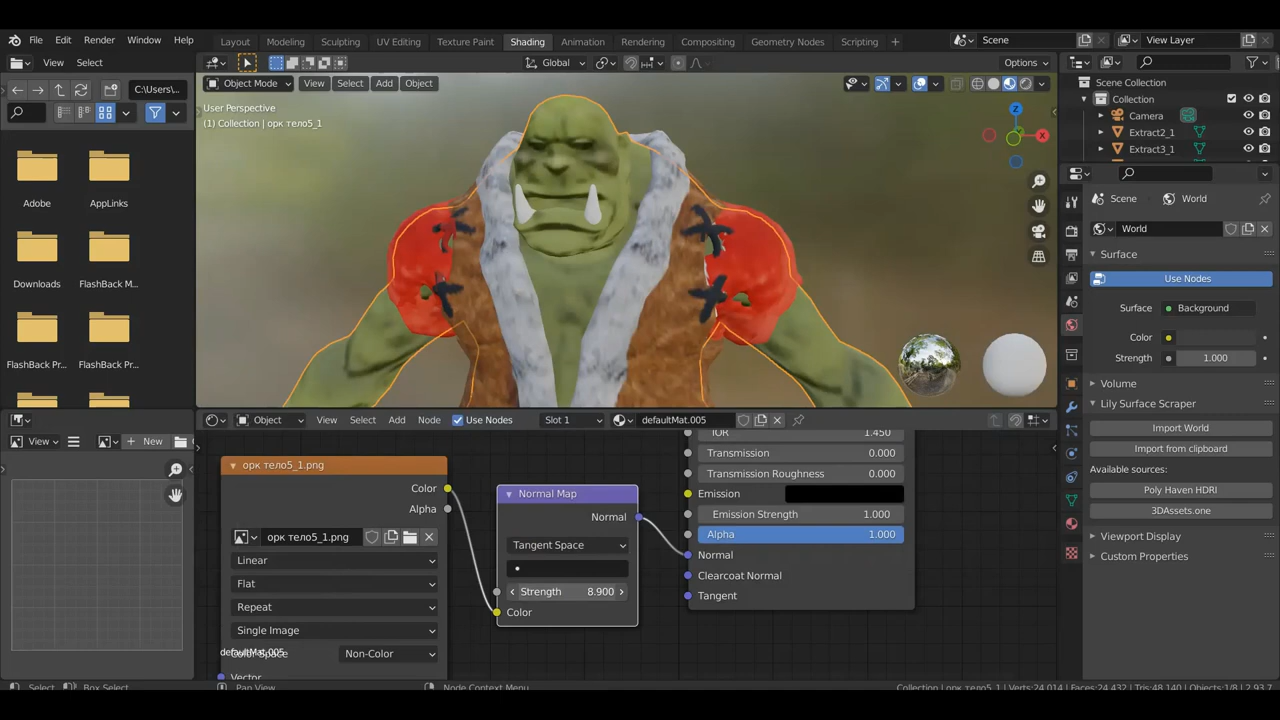 File Edit Render Window Help Layout Modeling Sculpting UV Editing Texture Paint Shading Animation Rendering Compositing Geometry Nodes Scripting + Scene View Layer
View Select Global Options
C:\Users\... Object Mode View Select Add Object
User Perspective
(1) Collection | орк тело5_1
Z
X
Adobe AppLinks
Downloads FlashBack M...
FlashBack Pr... FlashBack Pr...
Scene Collection
Collection
Camera
Extract2_1
Extract3_1
Scene World
World
Surface
Use Nodes
Surface Background
Color
Strength 1.000
Volume
Lily Surface Scraper
Import World
Import from clipboard
Available sources:
Poly Haven HDRI
3DAssets.one
Viewport Display
Custom Properties
Object View Select Add Node Use Nodes Slot 1 defaultMat.005
View New
орк тело5_1.png
Color
Alpha
орк тело5_1.png
Linear
Flat
Repeat
Single Image
defaultMat.005
Color Space Non-Color
Vector
Normal Map
Normal
Tangent Space
Strength 8.900
Color
IOR 1.450
Transmission 0.000
Transmission Roughness 0.000
Emission
Emission Strength 1.000
Alpha 1.000
Normal
Clearcoat Normal
Tangent
Select Box Select Pan View Node Context Menu Collection | орк тело5_1 | Verts:24,014 | Faces:24,432 | Tris:48,140 | Objects:1/8 | 2.93.7